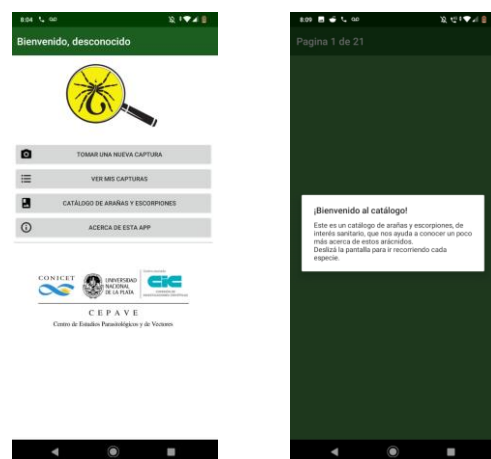 8:04
Bienvenido, desconocido
TOMAR UNA NUEVA CAPTURA
VER MIS CAPTURAS
CATÁLOGO DE ARAÑAS Y ESCORPIONES
ACERCA DE ESTA APP
CONICET
UNIVERSIDAD
NACIONAL
DE LA PLATA
CIC
CEPAVE
Centro de Estudios Parasitológicos y de Vectores
8:09
Pagina 1 de 21
¡Bienvenido al catálogo!
Este es un catálogo de arañas y escorpiones, de
interés sanitario, que nos ayuda a conocer un poco
más acerca de estos arácnidos.
Deslizá la pantalla para ir recorriendo cada
especie.